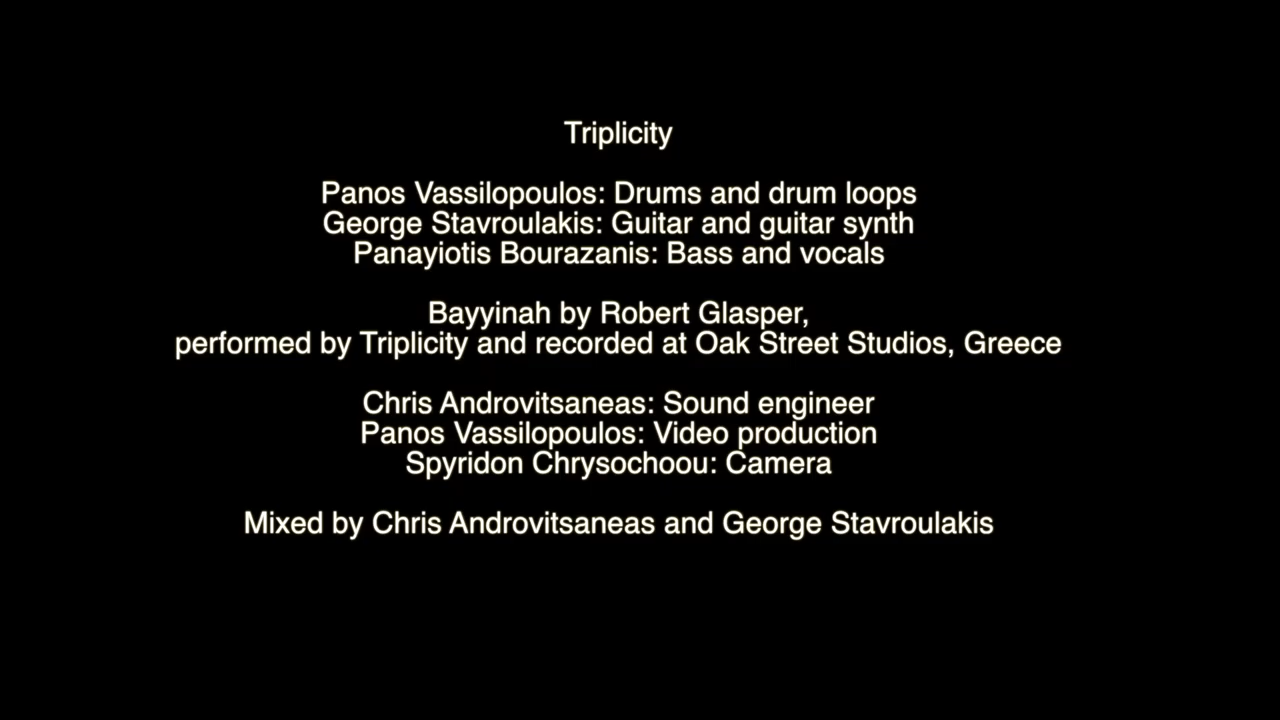 Triplicity
Panos Vassilopoulos: Drums and drum loops
George Stavroulakis: Guitar and guitar synth
Panayiotis Bourazanis: Bass and vocals
Bayyinah by Robert Glasper,
performed by Triplicity and recorded at Oak Street Studios, Greece
Chris Androvitsaneas: Sound engineer
Panos Vassilopoulos: Video production
Spyridon Chrysochoou: Camera
Mixed by Chris Androvitsaneas and George Stavroulakis